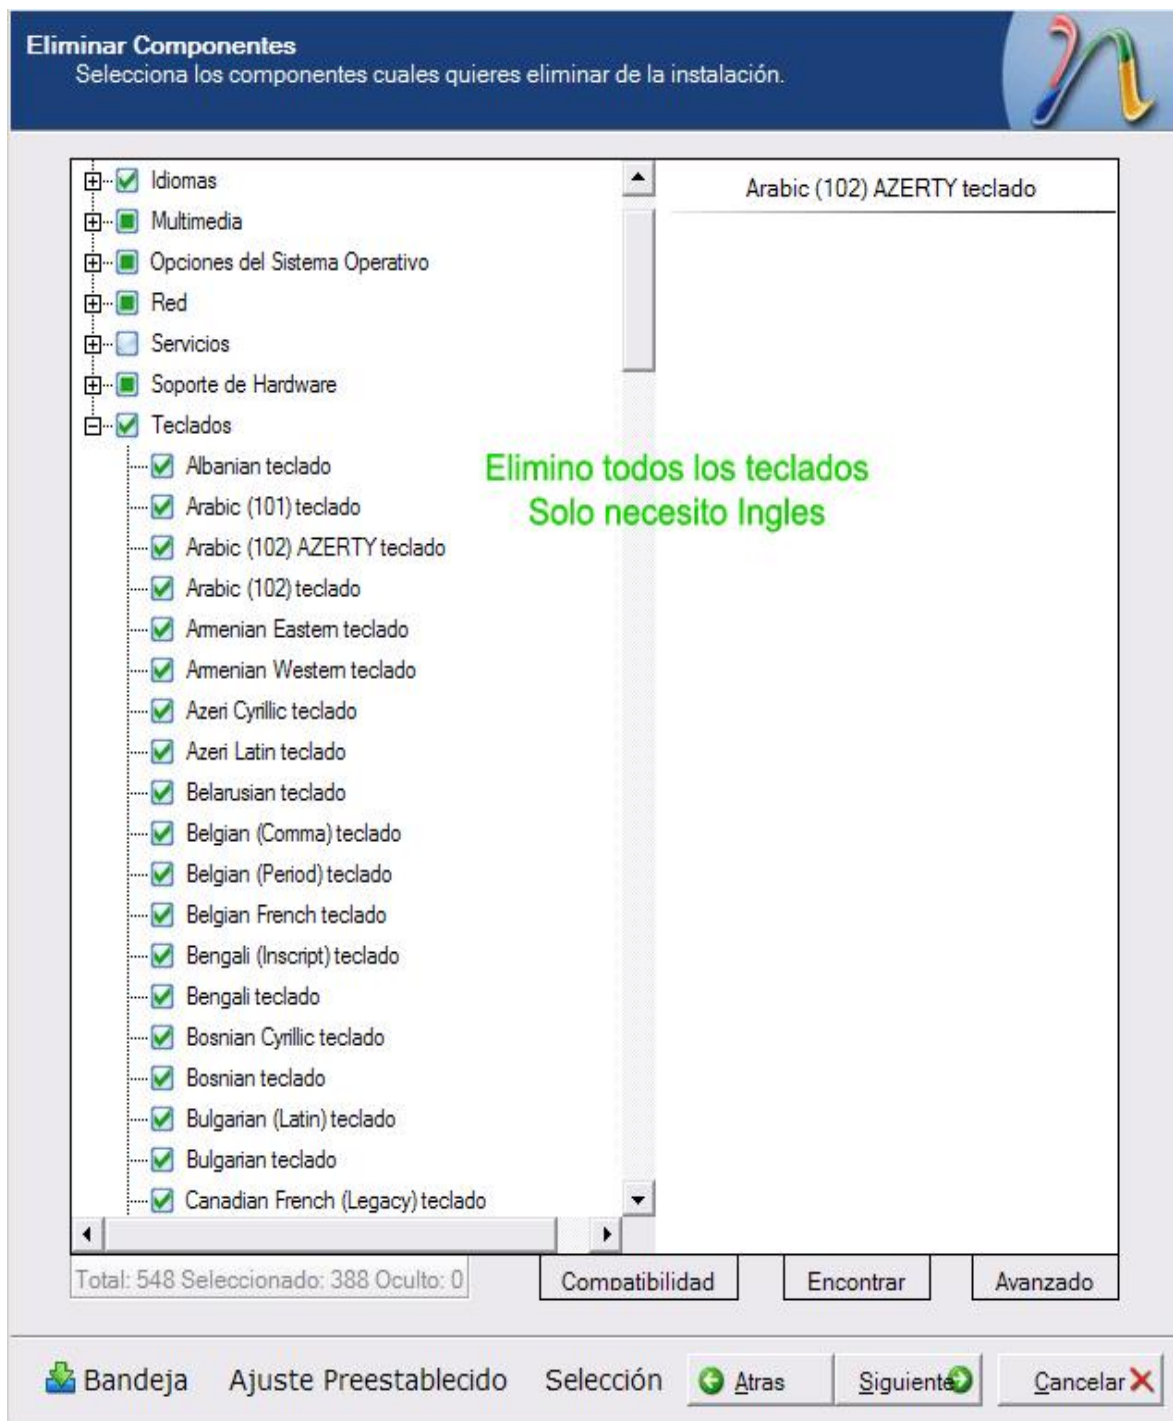 Eliminar Componentes
Selecciona los componentes cuales quieres eliminar de la instalación.
Idiomas
Multimedia
Opciones del Sistema Operativo
Red
Servicios
Soporte de Hardware
Teclados
Albanian teclado
Arabic (101) teclado
Arabic (102) AZERTY teclado
Arabic (102) teclado
Armenian Eastern teclado
Armenian Western teclado
Azeri Cyrillic teclado
Azeri Latin teclado
Belarusian teclado
Belgian (Comma) teclado
Belgian (Period) teclado
Belgian French teclado
Bengali (Inscript) teclado
Bengali teclado
Bosnian Cyrillic teclado
Bosnian teclado
Bulgarian (Latin) teclado
Bulgarian teclado
Canadian French (Legacy) teclado
Arabic (102) AZERTY teclado
Elimino todos los teclados
Solo necesito Ingles
Total: 548 Seleccionado: 388 Oculto: 0
Compatibilidad
Encontrar
Avanzado
Bandeja
Ajuste Preestablecido
Selección
Atras
Siguiente
Cancelar